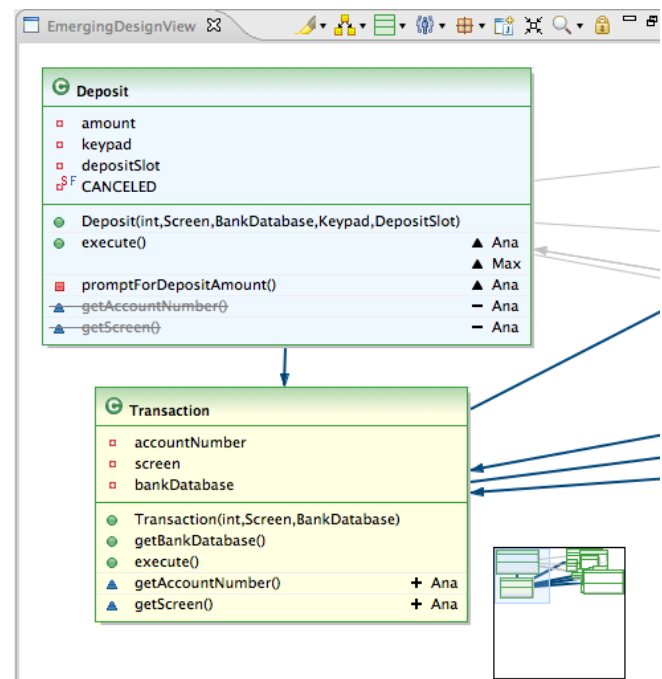 EmergingDesignView
C Deposit
amount
keypad
depositSlot
S F CANCELED
Deposit(int,Screen,BankDatabase,Keypad,DepositSlot)
execute() ▲ Ana
▲ Max
promptForDepositAmount() ▲ Ana
getAccountNumber() − Ana
getScreen() − Ana
C Transaction
accountNumber
screen
bankDatabase
Transaction(int,Screen,BankDatabase)
getBankDatabase()
execute()
getAccountNumber() + Ana
getScreen() + Ana